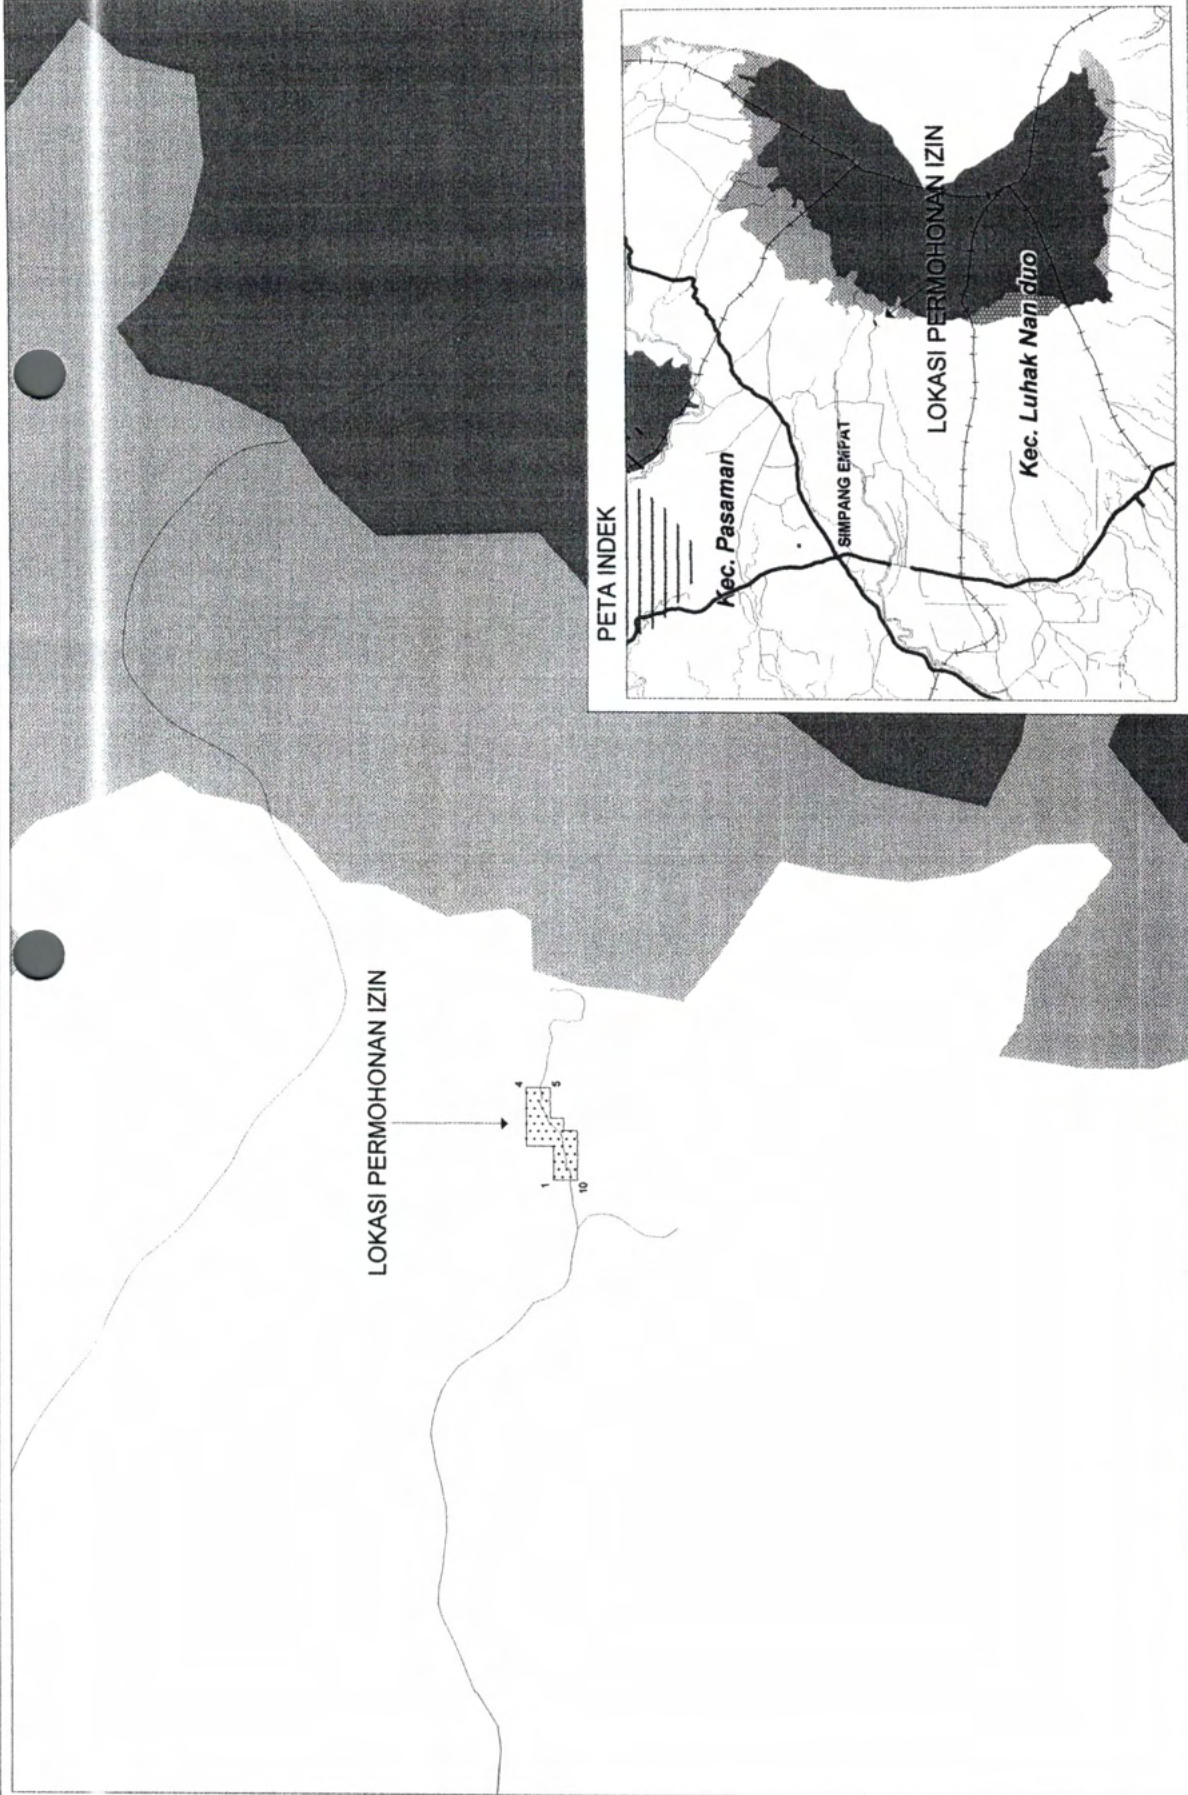 LOKASI PERMOHONAN IZIN
1
4
5
10
PETA INDEK
Kec. Pasaman
SIMPANG EMPAT
LOKASI PERMOHONAN IZIN
Kec. Luhak Nan duo